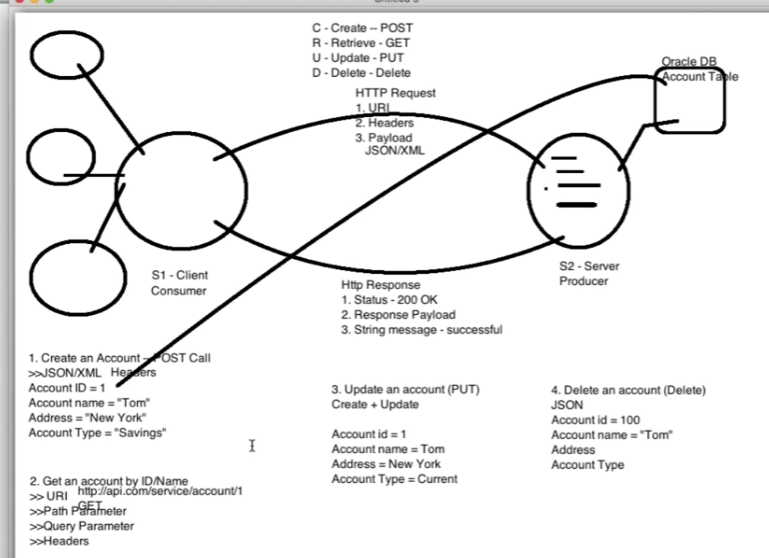 C - Create -- POST
R - Retrieve - GET
U - Update - PUT
D - Delete - Delete
HTTP Request
1. URI
2. Headers
3. Payload
JSON/XML
Oracle DB
Account Table
S1 - Client
Consumer
S2 - Server
Producer
Http Response
1. Status - 200 OK
2. Response Payload
3. String message - successful
1. Create an Account -- POST Call
>>JSON/XML Headers
Account ID = 1
Account name = "Tom"
Address = "New York"
Account Type = "Savings"
2. Get an account by ID/Name
>> URI http://api.com/service/account/1
GET
>>Path Parameter
>>Query Parameter
>>Headers
3. Update an account (PUT)
Create + Update
Account id = 1
Account name = Tom
Address = New York
Account Type = Current
4. Delete an account (Delete)
JSON
Account id = 100
Account name = "Tom"
Address
Account Type